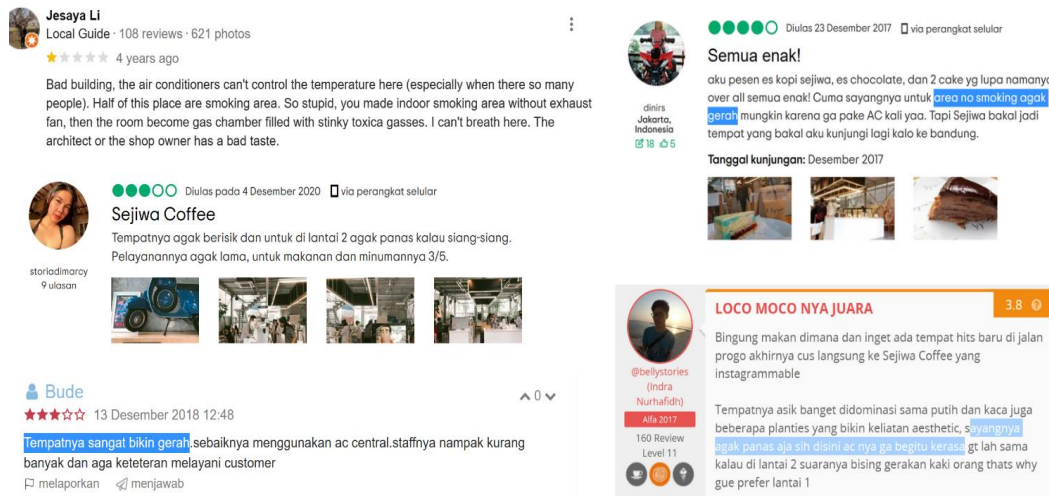 Jesaya Li
Local Guide · 108 reviews · 621 photos
4 years ago
Bad building, the air conditioners can't control the temperature here (especially when there so many
people). Half of this place are smoking area. So stupid, you made indoor smoking area without exhaust
fan, then the room become gas chamber filled with stinky toxica gasses. I can't breath here. The
architect or the shop owner has a bad taste.
Diulas pada 4 Desember 2020 via perangkat selular
Sejiwa Coffee
Tempatnya agak berisik dan untuk di lantai 2 agak panas kalau siang-siang.
Pelayanannya agak lama, untuk makanan dan minumannya 3/5.
storiadimarcy
9 ulasan
Bude
0
13 Desember 2018 12:48
Tempatnya sangat bikin gerah.sebaiknya menggunakan ac central.staffnya nampak kurang
banyak dan aga keteteran melayani customer
melaporkan menjawab
Diulas 23 Desember 2017 via perangkat selular
Semua enak!
aku pesen es kopi sejiwa, es chocolate, dan 2 cake yg lupa namanya
over all semua enak! Cuma sayangnya untuk area no smoking agak
gerah mungkin karena ga pake AC kali yaa. Tapi Sejiwa bakal jadi
tempat yang bakal aku kunjungi lagi kalo ke bandung.
Tanggal kunjungan: Desember 2017
dinirs
Jakarta,
Indonesia
18 5
LOCO MOCO NYA JUARA
3.8
Bingung makan dimana dan inget ada tempat hits baru di jalan
progo akhirnya cus langsung ke Sejiwa Coffee yang
instagrammable
Tempatnya asik banget didominasi sama putih dan kaca juga
beberapa planties yang bikin keliatan aesthetic, sayangnya
agak panas aja sih disini ac nya ga begitu kerasa gt lah sama
kalau di lantai 2 suaranya bising gerakan kaki orang thats why
gue prefer lantai 1
@bellystories
(Indra
Nurhafidh)
Alfa 2017
160 Review
Level 11